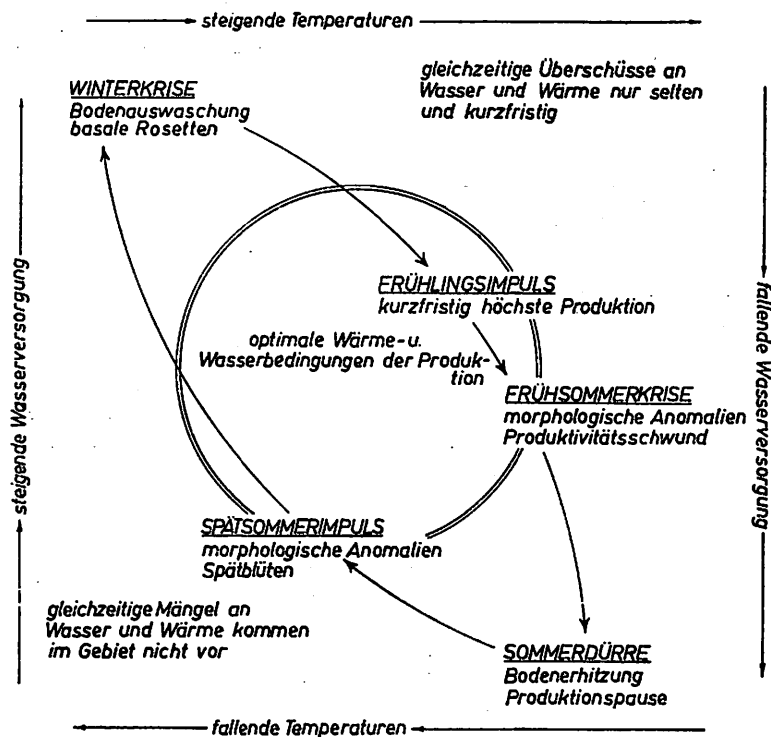 steigende Temperaturen
gleichzeitige Überschüsse an
Wasser und Wärme nur selten
und kurzfristig
WINTERKRISE
Bodenauswaschung
basale Rosetten
steigende Wasserversorgung
fallende Wasserversorgung
FRÜHLINGSIMPULS
kurzfristig höchste Produktion
optimale Wärme-u.
Wasserbedingungen der Produk-
tion
FRÜHSOMMERKRISE
morphologische Anomalien
Produktivitätsschwund
SPÄTSOMMERIMPULS
morphologische Anomalien
Spätblüten
gleichzeitige Mängel an
Wasser und Wärme kommen
im Gebiet nicht vor
SOMMERDÜRRE
Bodenerhitzung
Produktionspause
fallende Temperaturen